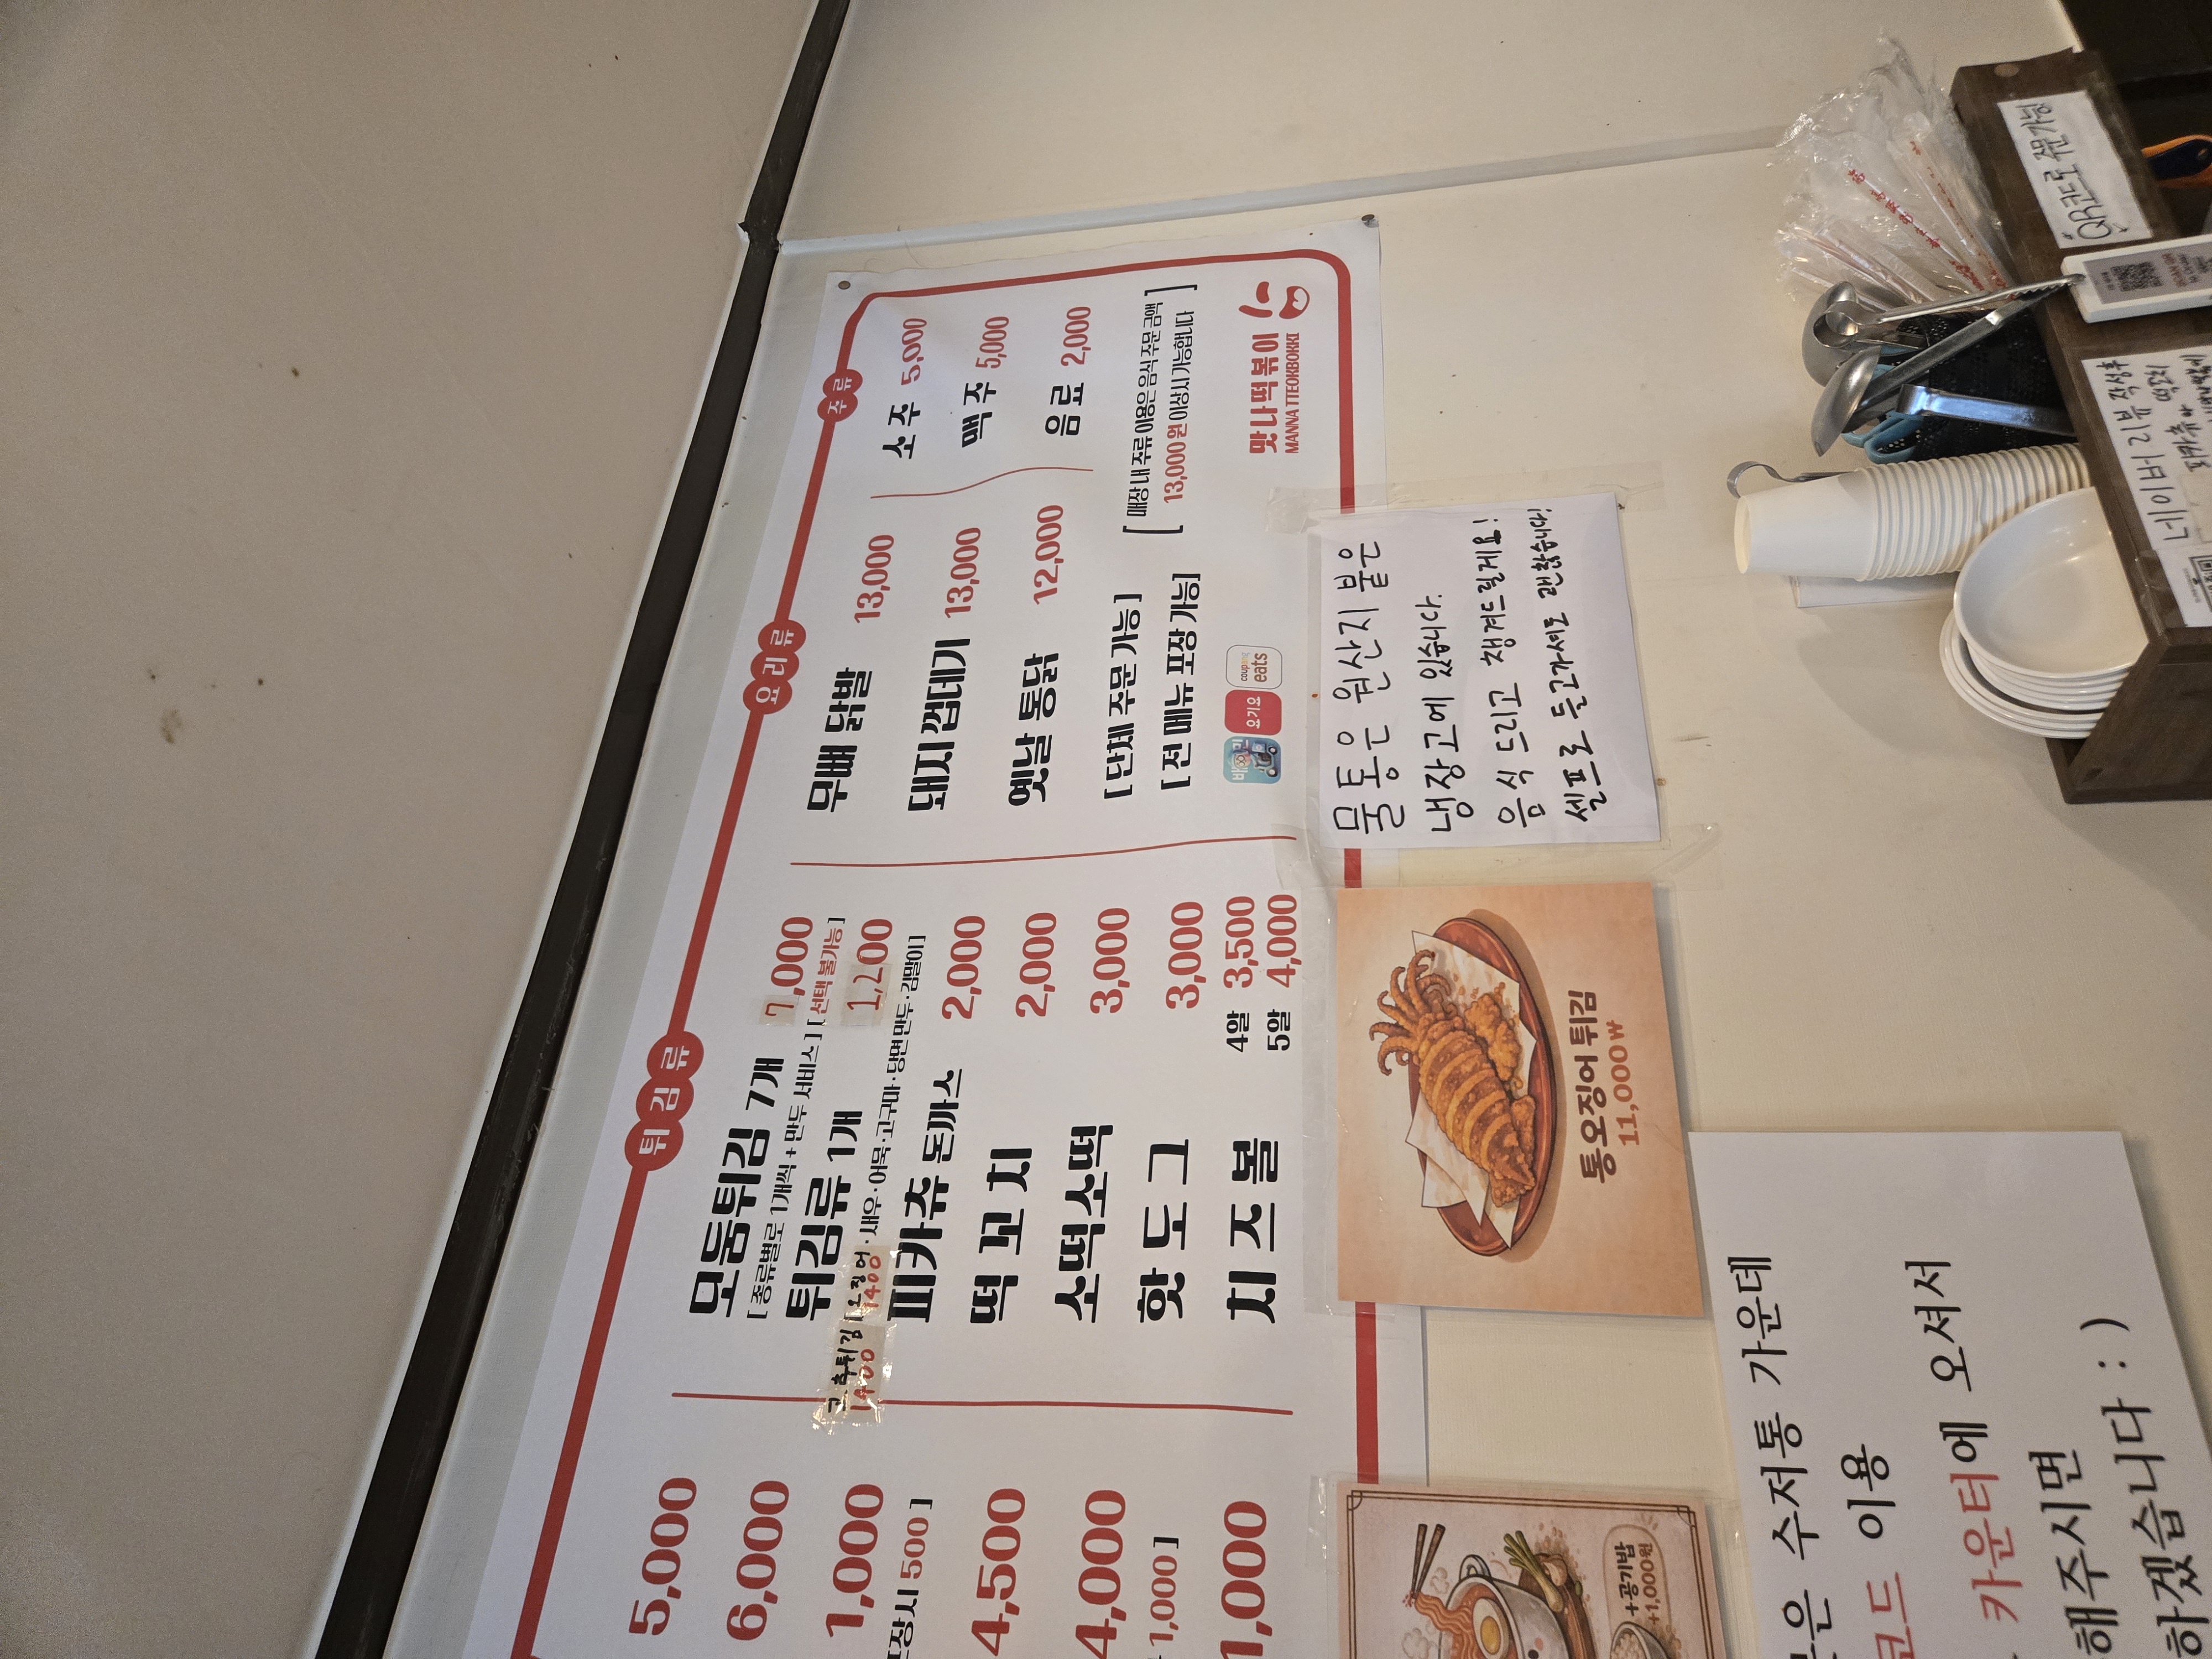 5,000
6,000
1,000
포장시 500 ]
4,500
4,000
1,000 ]
1,000
튀김류
모둠튀김 7개 7,000
[ 종류별로 1개씩 + 만두 서비스 ] [ 선택 불가능 ]
튀김류 1개 1,200
고추튀김 [ 오징어 · 새우 · 어묵 · 고구마 · 당면 만두 · 김말이 ]
1400 1400
피카츄 돈까스 2,000
떡꼬치 2,000
소떡소떡 3,000
핫도그 3,000
치즈볼 4알 3,500
5알 4,000
요리류
무뼈 닭발 13,000
돼지 껍데기 13,000
옛날 통닭 12,000
[ 단체 주문 가능 ]
[ 전 메뉴 포장 가능 ]
배민
요기요
coupang eats
주류
소주 5,000
맥주 5,000
음료 2,000
[ 매장 내 주류 이용은 음식 주문 금액
13,000원 이상시 가능합니다 ]
맛나떡볶이
MANNA TTEOKBOKKI
+공기밥
+1,000원
통오징어 튀김
11,000₩
물통은 원산지 붙은
냉장고에 있습니다.
음식 드리고 챙겨드릴게요!
셀프로 들고가셔도 괜찮습니다!
은 수저통 가운데
코드 이용
카운터에 오셔서
해주시면
하겠습니다 : )
QR코드로 주문가능!
네이버 리뷰 작성후
피카츄와 떡꼬치